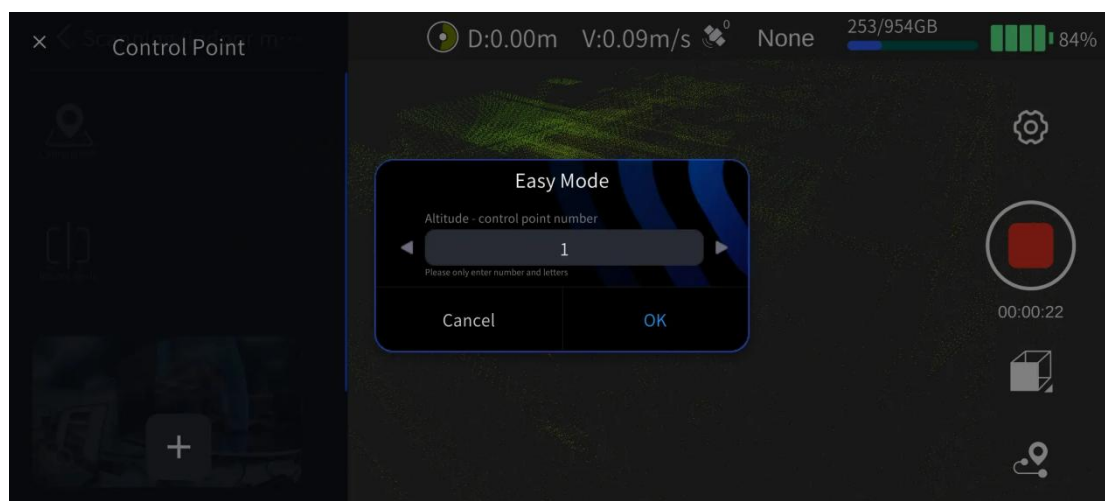 Control Point
D:0.00m V:0.09m/s 0 None 253/954GB 84%
Easy Mode
Altitude - control point number
1
Please only enter number and letters
Cancel OK
00:00:22